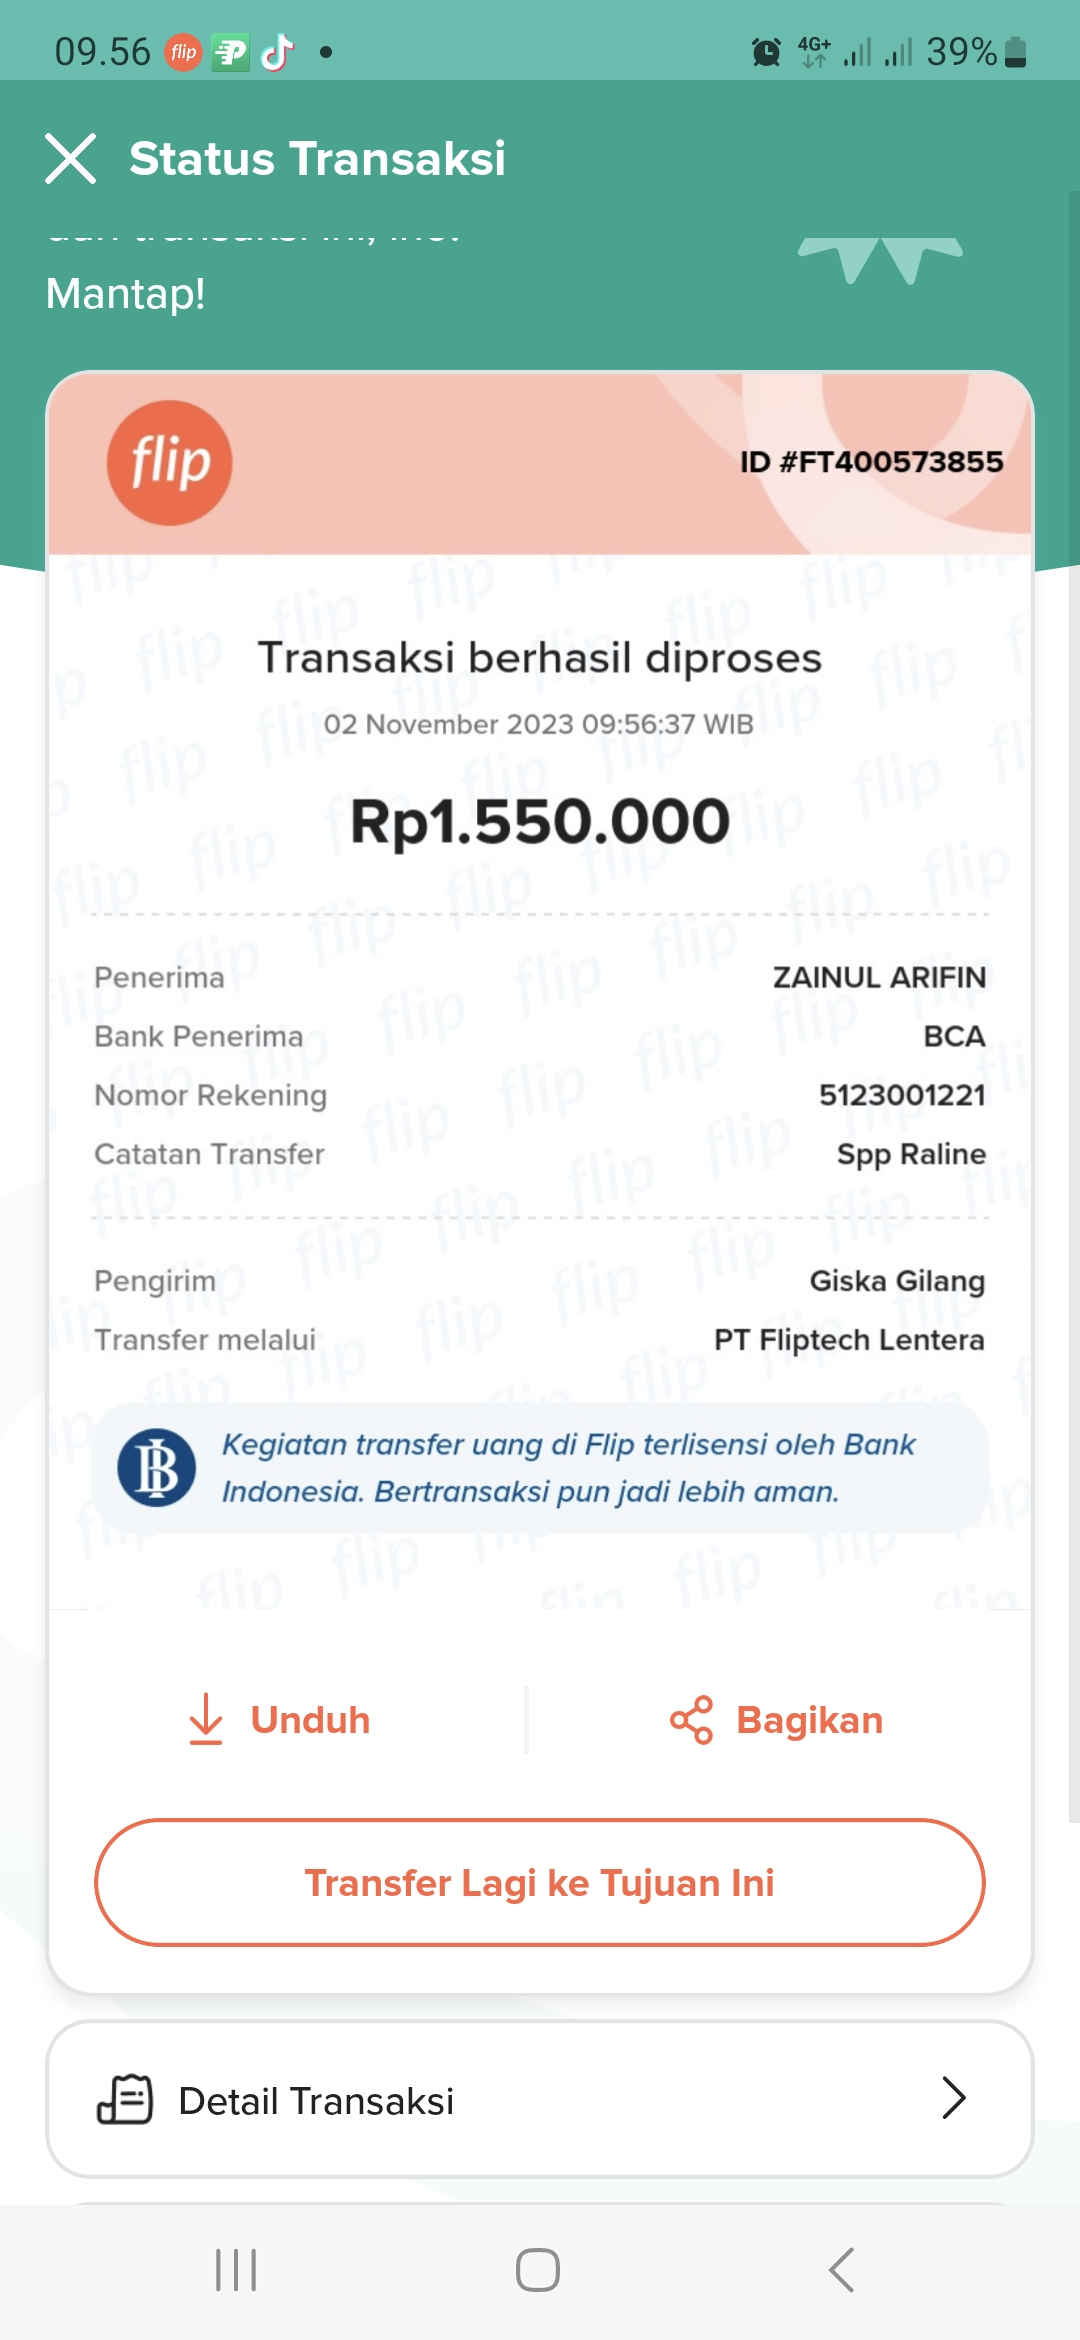 09.56 flip
4G+ 39%
Status Transaksi
Mantap!
flip
ID #FT400573855
Transaksi berhasil diproses
02 November 2023 09:56:37 WIB
Rp1.550.000
Penerima ZAINUL ARIFIN
Bank Penerima BCA
Nomor Rekening 5123001221
Catatan Transfer Spp Raline
Pengirim Giska Gilang
Transfer melalui PT Fliptech Lentera
Kegiatan transfer uang di Flip terlisensi oleh Bank
Indonesia. Bertransaksi pun jadi lebih aman.
Unduh
Bagikan
Transfer Lagi ke Tujuan Ini
Detail Transaksi